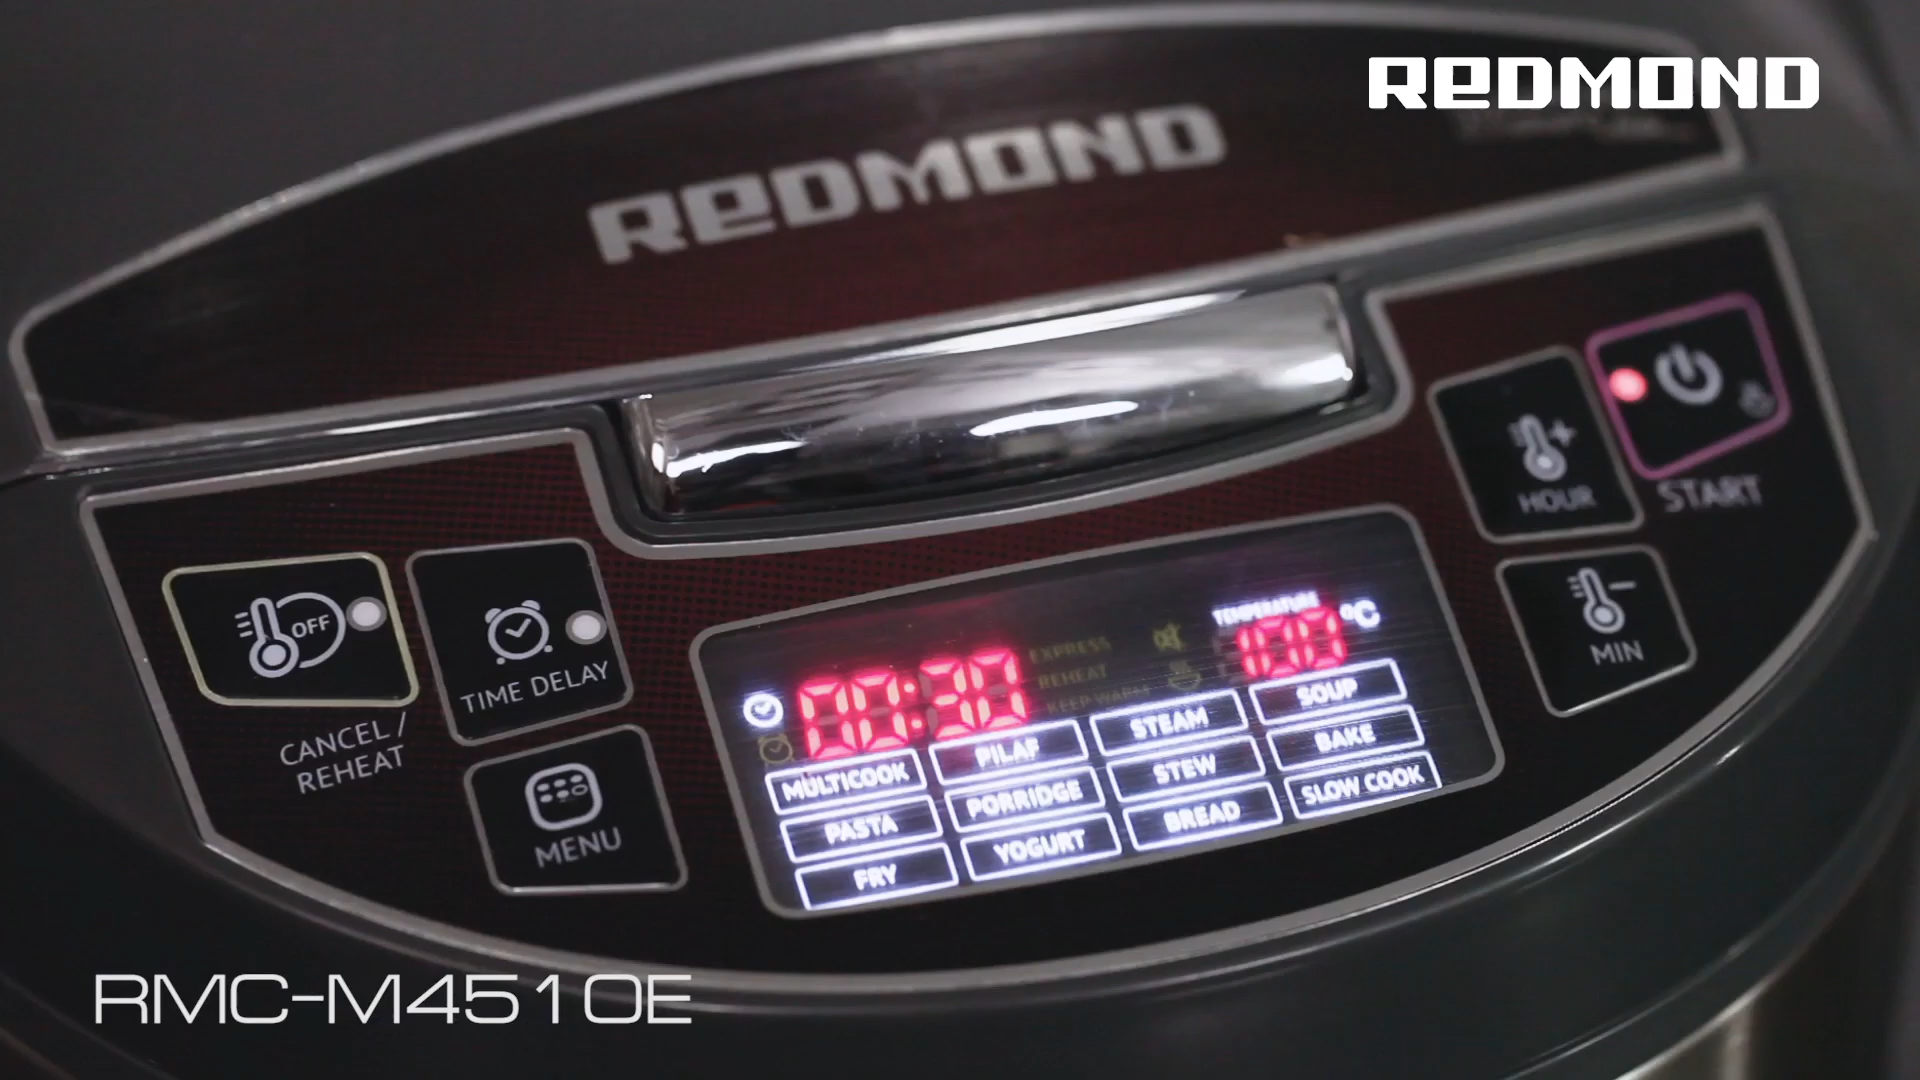 REDMOND
REDMOND
START
HOUR
MIN
OFF
CANCEL /
REHEAT
TIME DELAY
MENU
TEMPERATURE
00:30
100 °C
EXPRESS
REHEAT
KEEP WARM
MULTICOOK PILAF STEAM SOUP
PASTA PORRIDGE STEW BAKE
FRY YOGURT BREAD SLOW COOK
RMC-M4510E